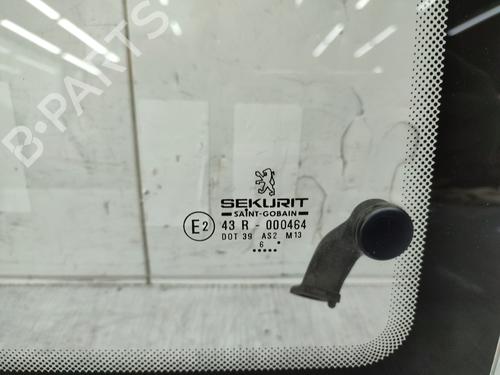 B-PARTS
SEKURIT
SAINT-GOBAIN
E2 43 R - 000464
DOT 39 AS2 M13
6